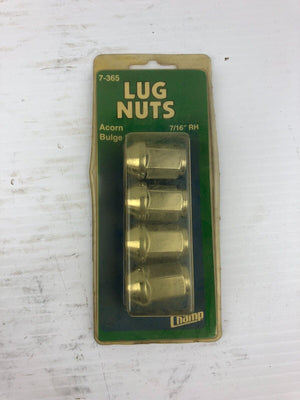 7-365
LUG
NUTS
Acorn 7/16" RH
Bulge
Champ